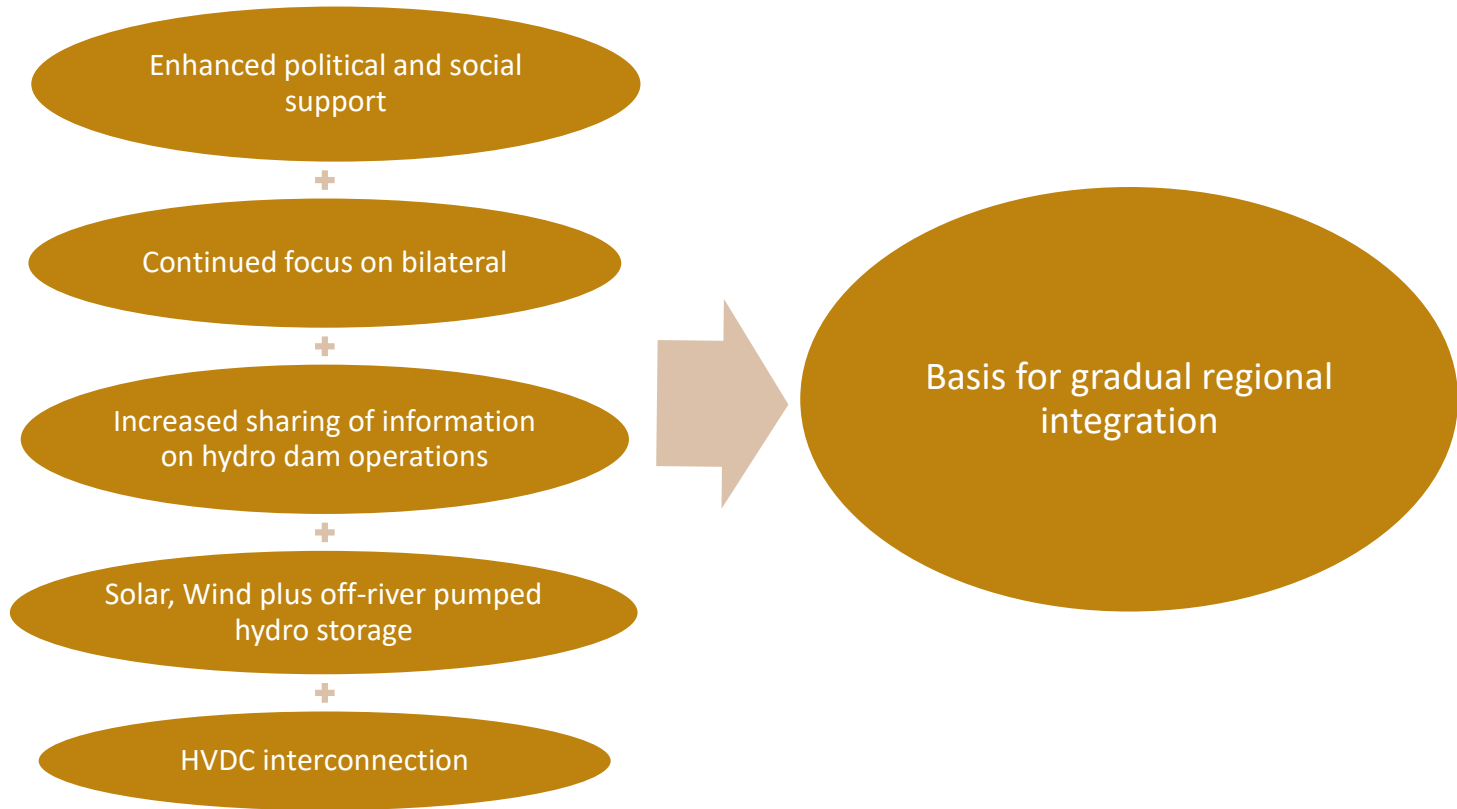 Enhanced political and social
support
Continued focus on bilateral
Increased sharing of information
on hydro dam operations
Solar, Wind plus off-river pumped
hydro storage
HVDC interconnection
Basis for gradual regional
integration